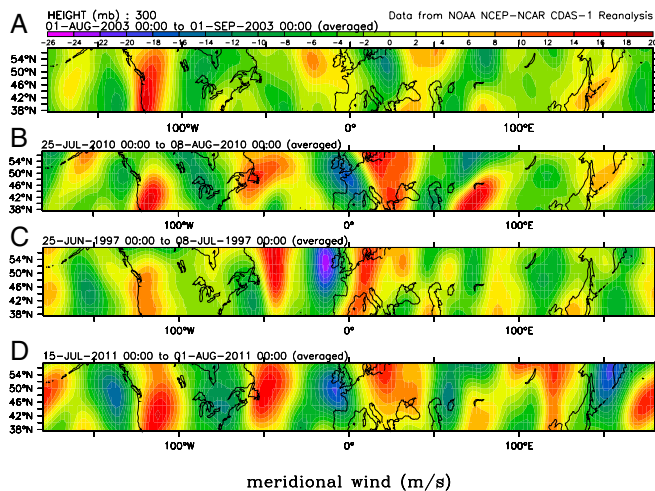 A
HEIGHT (mb) : 300 Data from NOAA NCEP-NCAR CDAS-1 Reanalysis
01-AUG-2003 00:00 to 01-SEP-2003 00:00 (averaged)
-26 -24 -22 -20 -18 -16 -14 -12 -10 -8 -6 -4 -2 0 2 4 6 8 10 12 14 16 18 20
54°N
50°N
46°N
42°N
38°N
100°W 0° 100°E
B
25-JUL-2010 00:00 to 08-AUG-2010 00:00 (averaged)
54°N
50°N
46°N
42°N
38°N
100°W 0° 100°E
C
25-JUN-1997 00:00 to 08-JUL-1997 00:00 (averaged)
54°N
50°N
46°N
42°N
38°N
100°W 0° 100°E
D
15-JUL-2011 00:00 to 01-AUG-2011 00:00 (averaged)
54°N
50°N
46°N
42°N
38°N
100°W 0° 100°E
meridional wind (m/s)